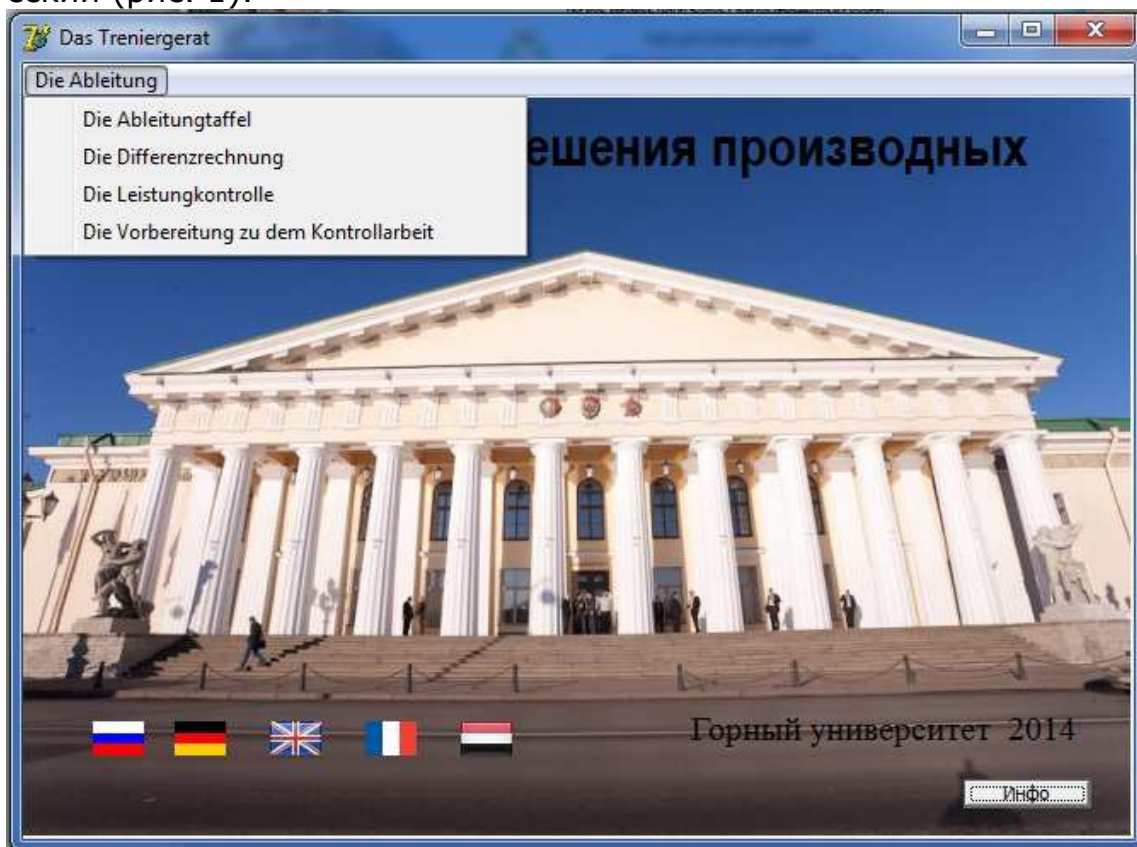 Das Treniergerat
Die Ableitung
Die Ableitungtaffel
Die Differenzrechnung
Die Leistungkontrolle
Die Vorbereitung zu dem Kontrollarbeit
ешения производных
Горный университет 2014
Инфо